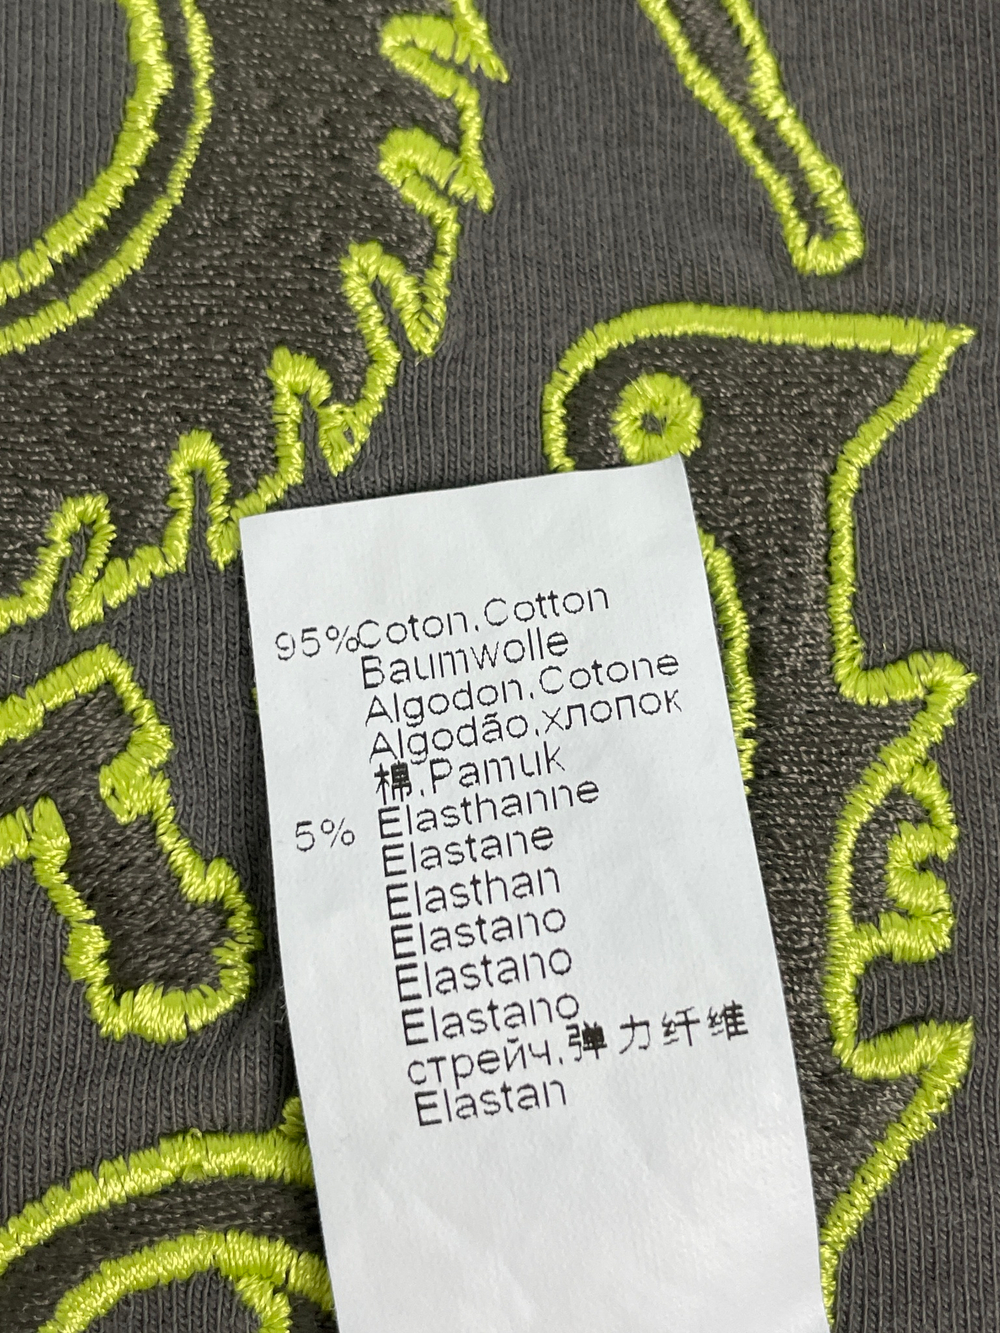 95%Coton.Cotton
Baumwolle
Algodon.Cotone
Algodão.хлопок
棉.Pamuk
5% Elasthanne
Elastane
Elasthan
Elastano
Elastano
Elastano
стрейч.弹力纤维
Elastan